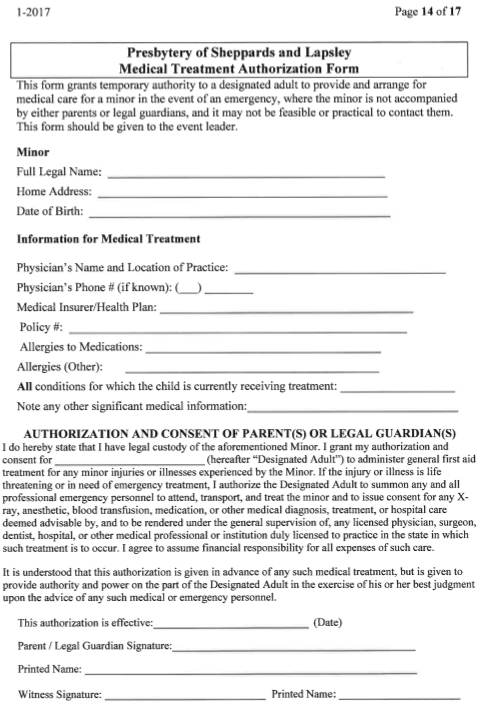 1-2017 Page 14 of 17
Presbytery of Sheppards and Lapsley
Medical Treatment Authorization Form
This form grants temporary authority to a designated adult to provide and arrange for
medical care for a minor in the event of an emergency, where the minor is not accompanied
by either parents or legal guardians, and it may not be feasible or practical to contact them.
This form should be given to the event leader.
Minor
Full Legal Name: ____________________
Home Address: ____________________
Date of Birth: ____________________
Information for Medical Treatment
Physician's Name and Location of Practice: ____________________
Physician's Phone # (if known): (___) _______
Medical Insurer/Health Plan: ____________________
Policy #: ____________________
Allergies to Medications: ____________________
Allergies (Other): ____________________
All conditions for which the child is currently receiving treatment: ____________________
Note any other significant medical information: ____________________
AUTHORIZATION AND CONSENT OF PARENT(S) OR LEGAL GUARDIAN(S)
I do hereby state that I have legal custody of the aforementioned Minor. I grant my authorization and
consent for ____________________ (hereafter "Designated Adult") to administer general first aid
treatment for any minor injuries or illnesses experienced by the Minor. If the injury or illness is life
threatening or in need of emergency treatment, I authorize the Designated Adult to summon any and all
professional emergency personnel to attend, transport, and treat the minor and to issue consent for any X-
ray, anesthetic, blood transfusion, medication, or other medical diagnosis, treatment, or hospital care
deemed advisable by, and to be rendered under the general supervision of, any licensed physician, surgeon,
dentist, hospital, or other medical professional or institution duly licensed to practice in the state in which
such treatment is to occur. I agree to assume financial responsibility for all expenses of such care.
It is understood that this authorization is given in advance of any such medical treatment, but is given to
provide authority and power on the part of the Designated Adult in the exercise of his or her best judgment
upon the advice of any such medical or emergency personnel.
This authorization is effective: ____________________ (Date)
Parent / Legal Guardian Signature: ____________________
Printed Name: ____________________
Witness Signature: ____________________ Printed Name: ____________________